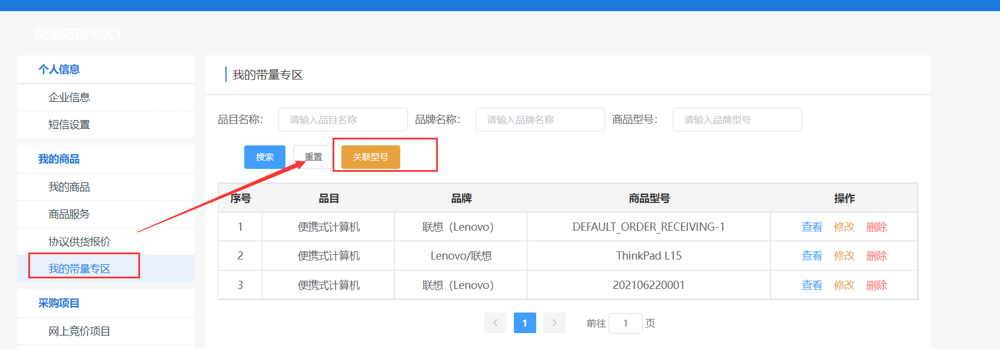 疫情防控专区1
个人信息
企业信息
短信设置
我的商品
我的商品
商品服务
协议供货报价
我的带量专区
采购项目
网上竞价项目
我的带量专区
品目名称： 请输入品目名称 品牌名称： 请输入品牌名称 商品型号： 请输入品牌型号
搜索 重置 关联型号
序号 品目 品牌 商品型号 操作
1 便携式计算机 联想（Lenovo） DEFAULT_ORDER_RECEIVING-1 查看 修改 删除
2 便携式计算机 Lenovo/联想 ThinkPad L15 查看 修改 删除
3 便携式计算机 联想（Lenovo） 202106220001 查看 修改 删除
1 前往 1 页